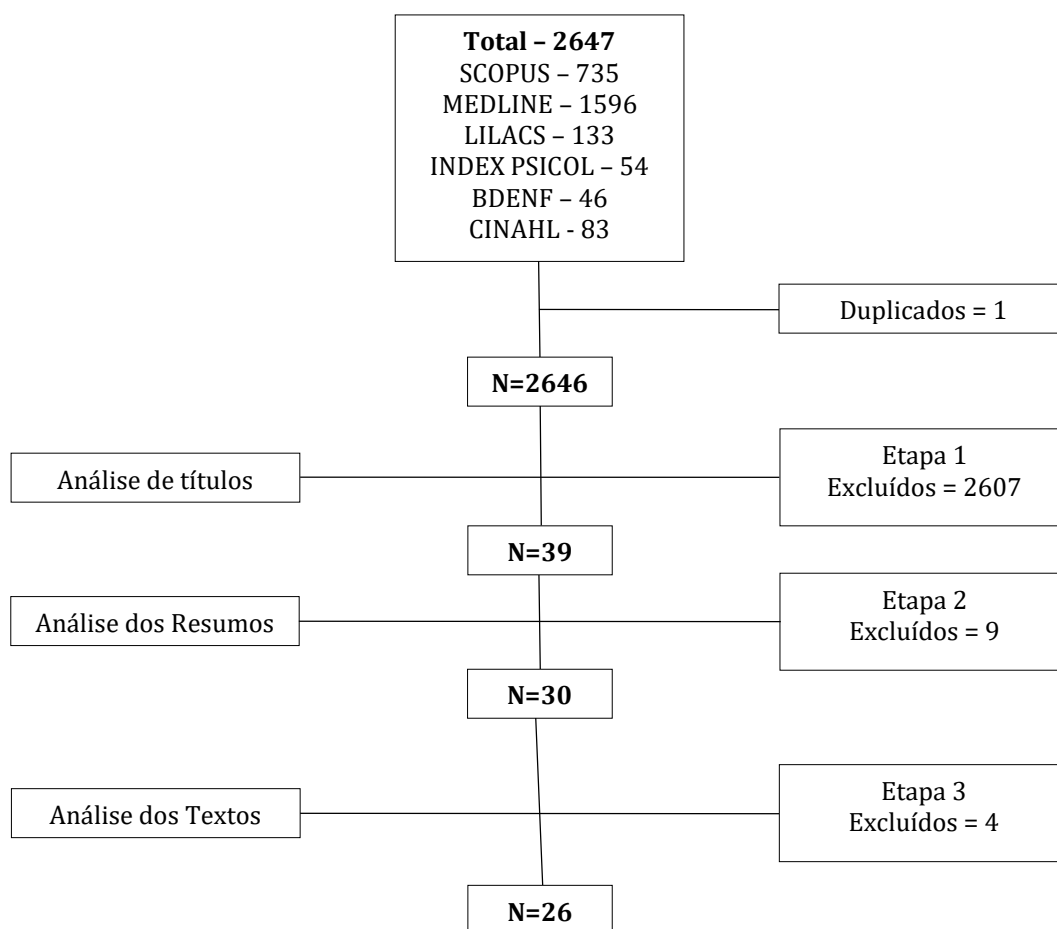 Total – 2647
SCOPUS – 735
MEDLINE – 1596
LILACS – 133
INDEX PSICOL – 54
BDENF – 46
CINAHL - 83
Duplicados = 1
N=2646
Análise de títulos
Etapa 1
Excluídos = 2607
N=39
Análise dos Resumos
Etapa 2
Excluídos = 9
N=30
Análise dos Textos
Etapa 3
Excluídos = 4
N=26